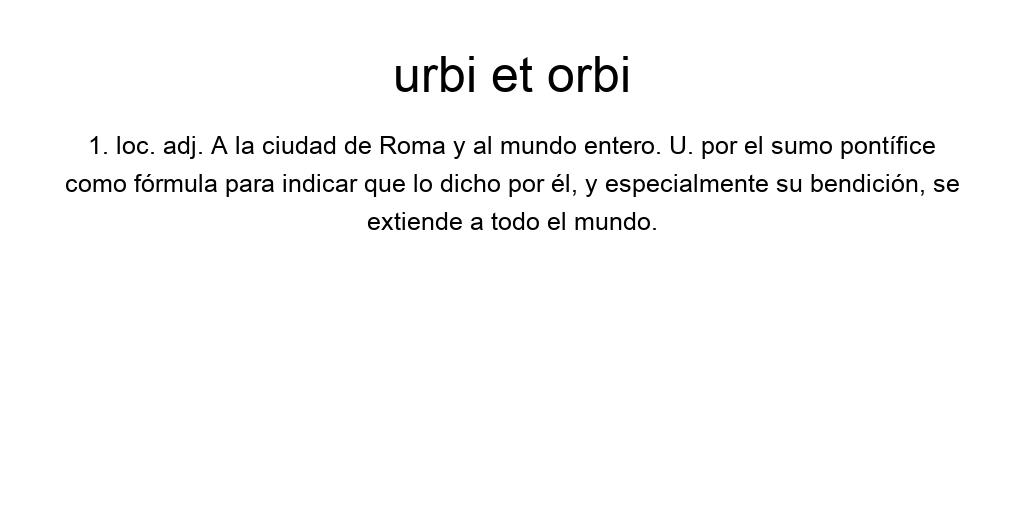 urbi et orbi
1. loc. adj. A la ciudad de Roma y al mundo entero. U. por el sumo pontífice
como fórmula para indicar que lo dicho por él, y especialmente su bendición, se
extiende a todo el mundo.